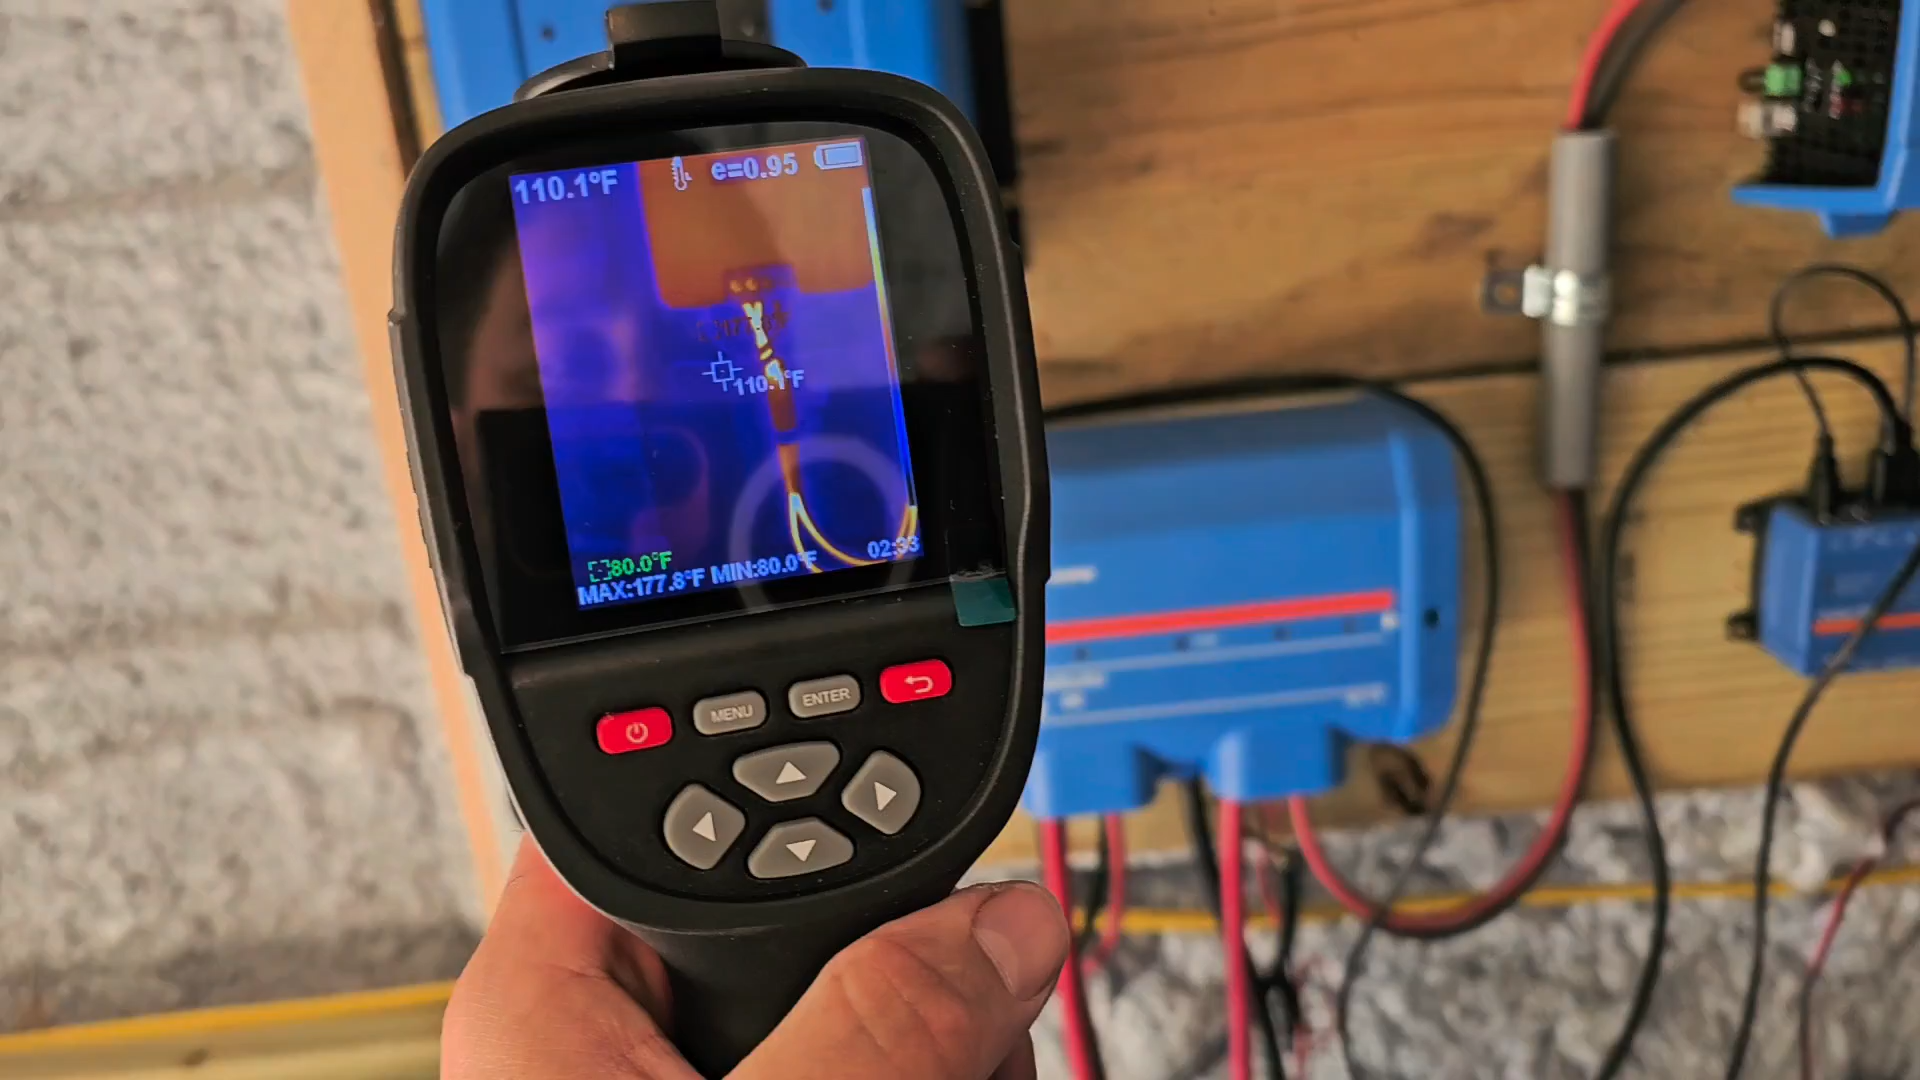 110.1°F e=0.95
110.1°F
80.0°F 02:33
MAX:177.8°F MIN:80.0°F
MENU ENTER